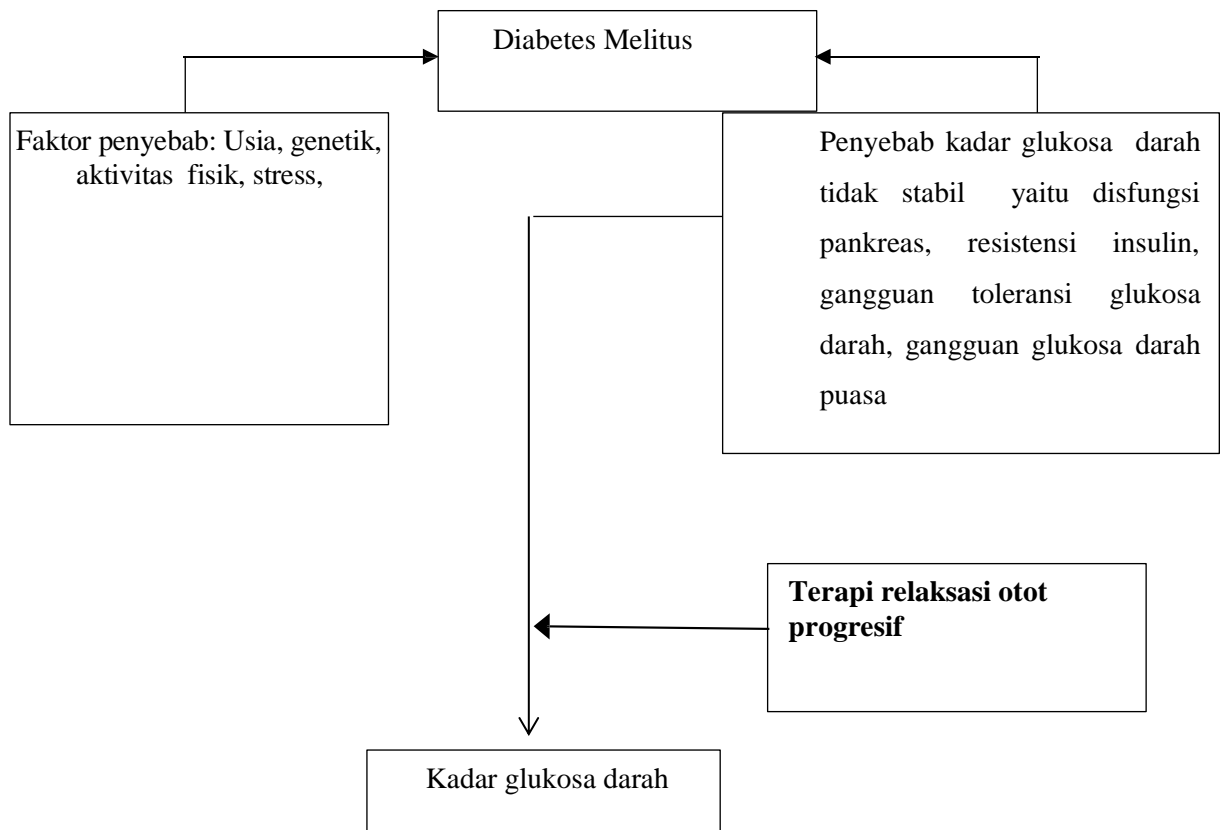 Diabetes Melitus
Faktor penyebab: Usia, genetik,
aktivitas fisik, stress,
Penyebab kadar glukosa darah
tidak stabil yaitu disfungsi
pankreas, resistensi insulin,
gangguan toleransi glukosa
darah, gangguan glukosa darah
puasa
Terapi relaksasi otot
progresif
Kadar glukosa darah